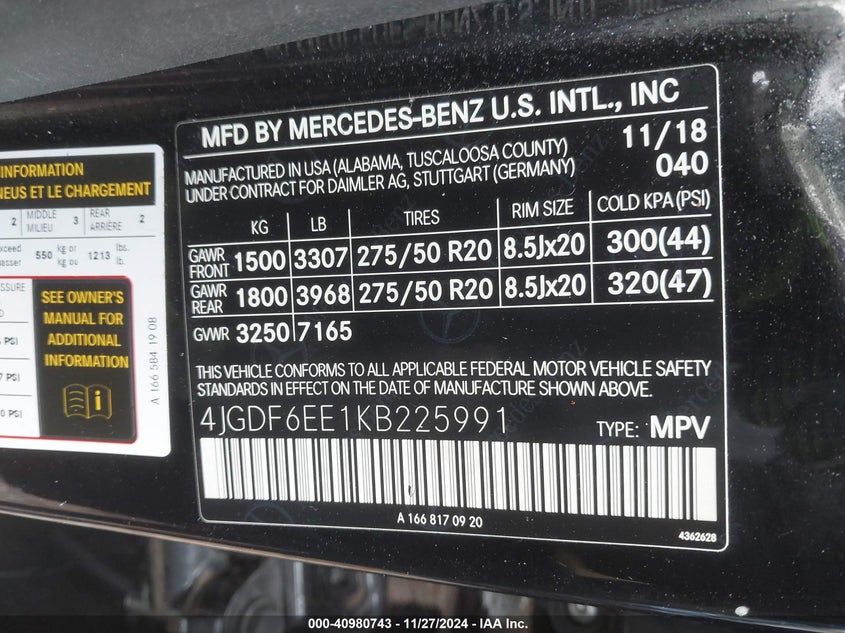 MFD BY MERCEDES-BENZ U.S. INTL., INC
MANUFACTURED IN USA (ALABAMA, TUSCALOOSA COUNTY) 11/18
UNDER CONTRACT FOR DAIMLER AG, STUTTGART (GERMANY) 040
KG LB TIRES RIM SIZE COLD KPA (PSI)
GAWR FRONT 1500 3307 275/50 R20 8.5Jx20 300(44)
GAWR REAR 1800 3968 275/50 R20 8.5Jx20 320(47)
GVWR 3250 7165
THIS VEHICLE CONFORMS TO ALL APPLICABLE FEDERAL MOTOR VEHICLE SAFETY
STANDARDS IN EFFECT ON THE DATE OF MANUFACTURE SHOWN ABOVE.
4JGDF6EE1KB225991 TYPE: MPV
A 166 817 09 20
4362628
INFORMATION
NEUS ET LE CHARGEMENT
2 MIDDLE MILIEU 3 REAR ARRIÈRE 2
550 kg or kg ou 1213 lbs. lb.
SEE OWNER'S
MANUAL FOR
ADDITIONAL
INFORMATION
PSI
PSI
PSI
A 166 584 19 08
000-40980743 - 11/27/2024 - IAAI.com